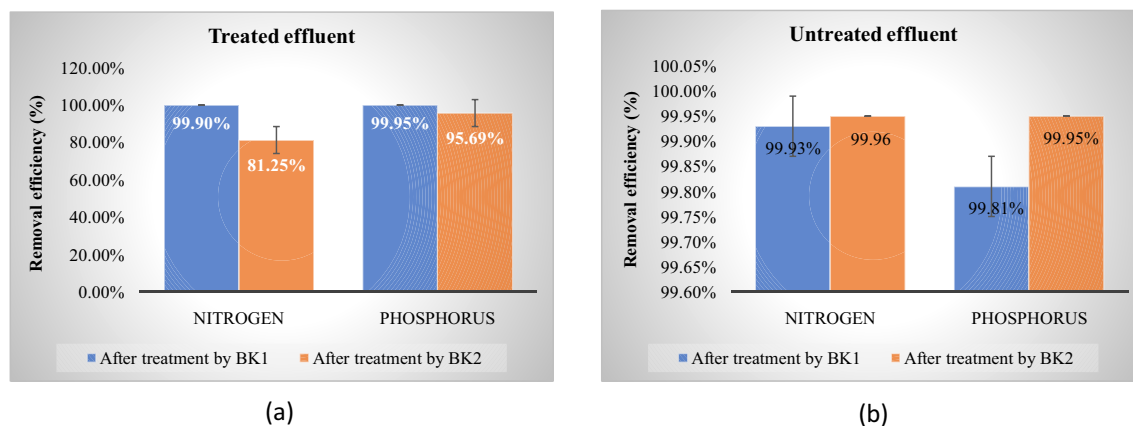 Treated effluent
Removal efficiency (%)
120.00%
100.00%
80.00%
60.00%
40.00%
20.00%
0.00%
99.90%
81.25%
99.95%
95.69%
NITROGEN PHOSPHORUS
After treatment by BK1 After treatment by BK2
(a)
Untreated effluent
Removal efficiency (%)
100.05%
100.00%
99.95%
99.90%
99.85%
99.80%
99.75%
99.70%
99.65%
99.60%
99.93%
99.96
99.81%
99.95%
NITROGEN PHOSPHORUS
After treatment by BK1 After treatment by BK2
(b)